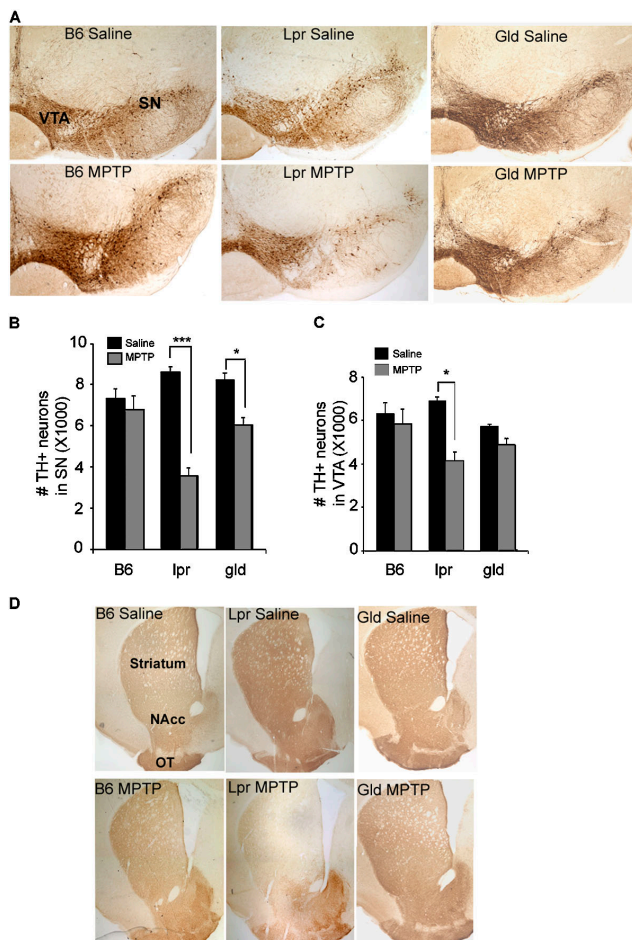 A
B6 Saline
Lpr Saline
Gld Saline
VTA
SN
B6 MPTP
Lpr MPTP
Gld MPTP
B
# TH+ neurons
in SN (X1000)
10
8
6
4
2
0
Saline
MPTP
***
*
B6
lpr
gld
C
# TH+ neurons
in VTA (X1000)
8
6
4
2
0
Saline
MPTP
*
B6
lpr
gld
D
B6 Saline
Lpr Saline
Gld Saline
Striatum
NAcc
OT
B6 MPTP
Lpr MPTP
Gld MPTP